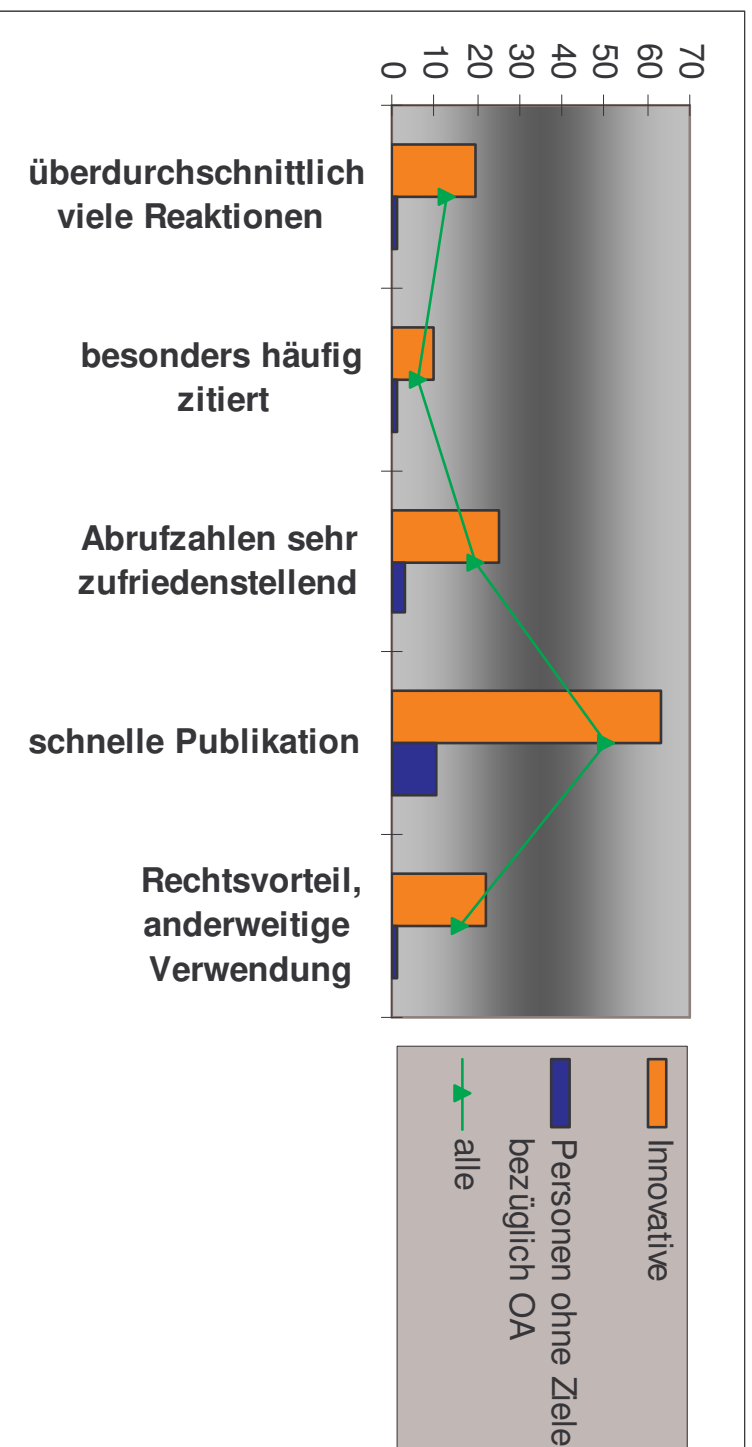 70
60
50
40
30
20
10
0
überdurchschnittlich
viele Reaktionen
besonders häufig
zitiert
Abrufzahlen sehr
zufriedenstellend
schnelle Publikation
Rechtsvorteil,
anderweitige
Verwendung
Innovative
Personen ohne Ziele
bezüglich OA
alle